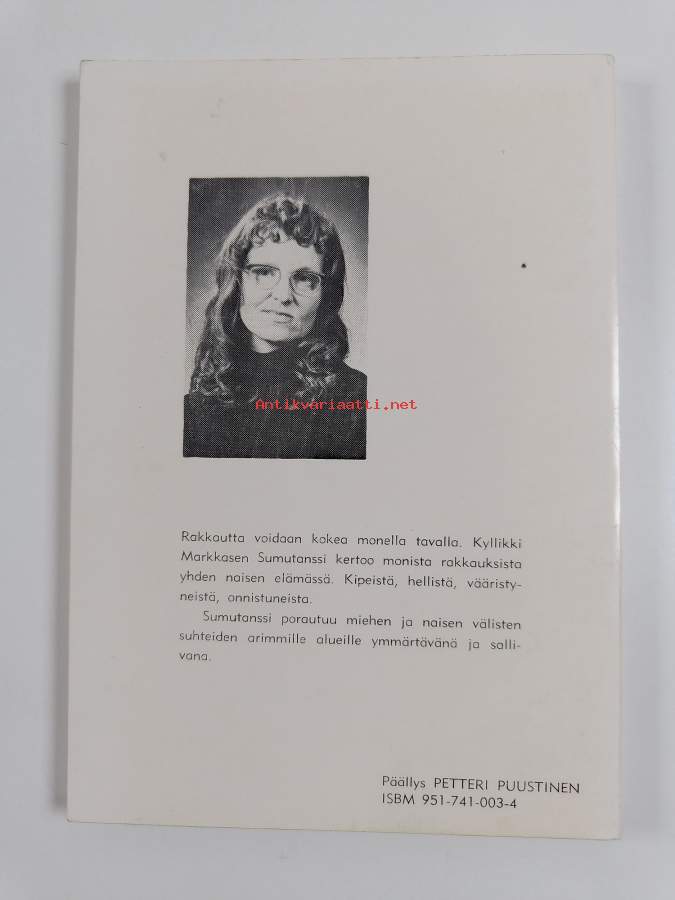 Antikvariaatti.net
Rakkautta voidaan kokea monella tavalla. Kyllikki
Markkasen Sumutanssi kertoo monista rakkauksista
yhden naisen elämässä. Kipeistä, hellistä, vääristy-
neistä, onnistuneista.
Sumutanssi porautuu miehen ja naisen välisten
suhteiden arimmille alueille ymmärtävänä ja salli-
vana.
Päällys PETTERI PUUSTINEN
ISBM 951-741-003-4